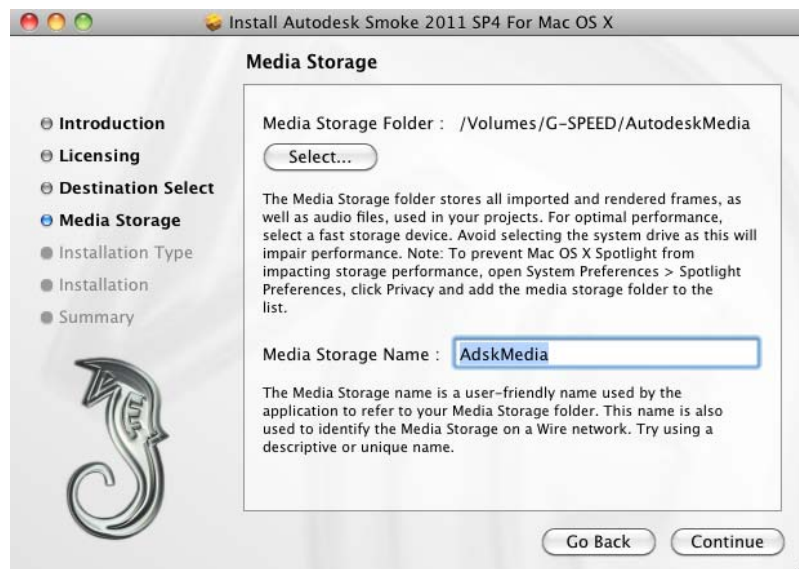 Install Autodesk Smoke 2011 SP4 For Mac OS X
Media Storage
Introduction
Licensing
Destination Select
Media Storage
Installation Type
Installation
Summary
Media Storage Folder : /Volumes/G-SPEED/AutodeskMedia
Select...
The Media Storage folder stores all imported and rendered frames, as
well as audio files, used in your projects. For optimal performance,
select a fast storage device. Avoid selecting the system drive as this will
impair performance. Note: To prevent Mac OS X Spotlight from
impacting storage performance, open System Preferences > Spotlight
Preferences, click Privacy and add the media storage folder to the
list.
Media Storage Name : AdskMedia
The Media Storage name is a user-friendly name used by the
application to refer to your Media Storage folder. This name is also
used to identify the Media Storage on a Wire network. Try using a
descriptive or unique name.
Go Back Continue